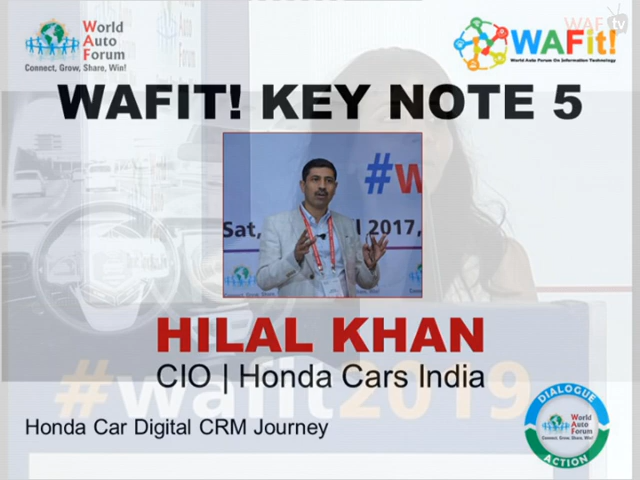 World
Auto
Forum
Connect, Grow, Share, Win!
WAFit!
World Auto Forum On Information Technology
WAF tv
WAFIT! KEY NOTE 5
#w
Sat,
l 2017,
HILAL KHAN
CIO | Honda Cars India
#wafit2019
Honda Car Digital CRM Journey
DIALOGUE
World
Auto
Forum
Connect, Grow, Share, Win!
ACTION